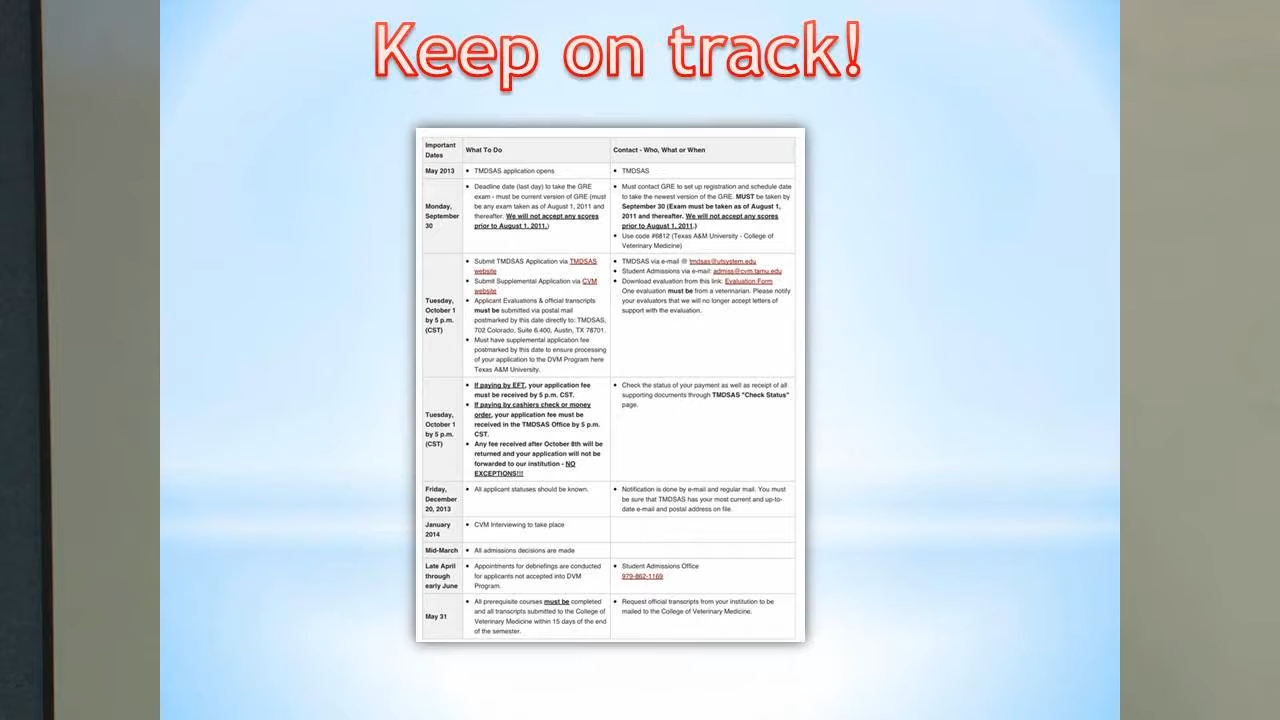 Keep on track!
Important
Dates
What To Do
Contact - Who, What or When
May 2013
• TMDSAS application opens
• TMDSAS
Monday,
September
30
• Deadline date (last day) to take the GRE
exam - must be current version of GRE (must
be any exam taken as of August 1, 2011 and
thereafter. We will not accept any scores
prior to August 1, 2011.)
• Must contact GRE to set up registration and schedule date
to take the newest version of the GRE. MUST be taken by
September 30 (Exam must be taken as of August 1,
2011 and thereafter. We will not accept any scores
prior to August 1, 2011.)
• Use code #6812 (Texas A&M University - College of
Veterinary Medicine)
Tuesday,
October 1
by 5 p.m.
(CST)
• Submit TMDSAS Application via TMDSAS
website
• Submit Supplemental Application via CVM
website
• Applicant Evaluations & official transcripts
must be submitted via postal mail
postmarked by this date directly to: TMDSAS,
702 Colorado, Suite 6.400, Austin, TX 78701.
• Must have supplemental application fee
postmarked by this date to ensure processing
of your application to the DVM Program here
Texas A&M University.
• TMDSAS via e-mail @ tmdsas@utsystem.edu
• Student Admissions via e-mail: admiss@cvm.tamu.edu
• Download evaluation from this link: Evaluation Form
One evaluation must be from a veterinarian. Please notify
your evaluators that we will no longer accept letters of
support with the evaluation.
Tuesday,
October 1
by 5 p.m.
(CST)
• If paying by EFT, your application fee
must be received by 5 p.m. CST.
• If paying by cashiers check or money
order, your application fee must be
received in the TMDSAS Office by 5 p.m.
CST.
• Any fee received after October 8th will be
returned and your application will not be
forwarded to our institution - NO
EXCEPTIONS!!!
• Check the status of your payment as well as receipt of all
supporting documents through TMDSAS "Check Status"
page.
Friday,
December
20, 2013
• All applicant statuses should be known.
• Notification is done by e-mail and regular mail. You must
be sure that TMDSAS has your most current and up-to-
date e-mail and postal address on file.
January
2014
• CVM Interviewing to take place
Mid-March
• All admissions decisions are made
Late April
through
early June
• Appointments for debriefings are conducted
for applicants not accepted into DVM
Program.
• Student Admissions Office
979-862-1169
May 31
• All prerequisite courses must be completed
and all transcripts submitted to the College of
Veterinary Medicine within 15 days of the end
of the semester.
• Request official transcripts from your institution to be
mailed to the College of Veterinary Medicine.